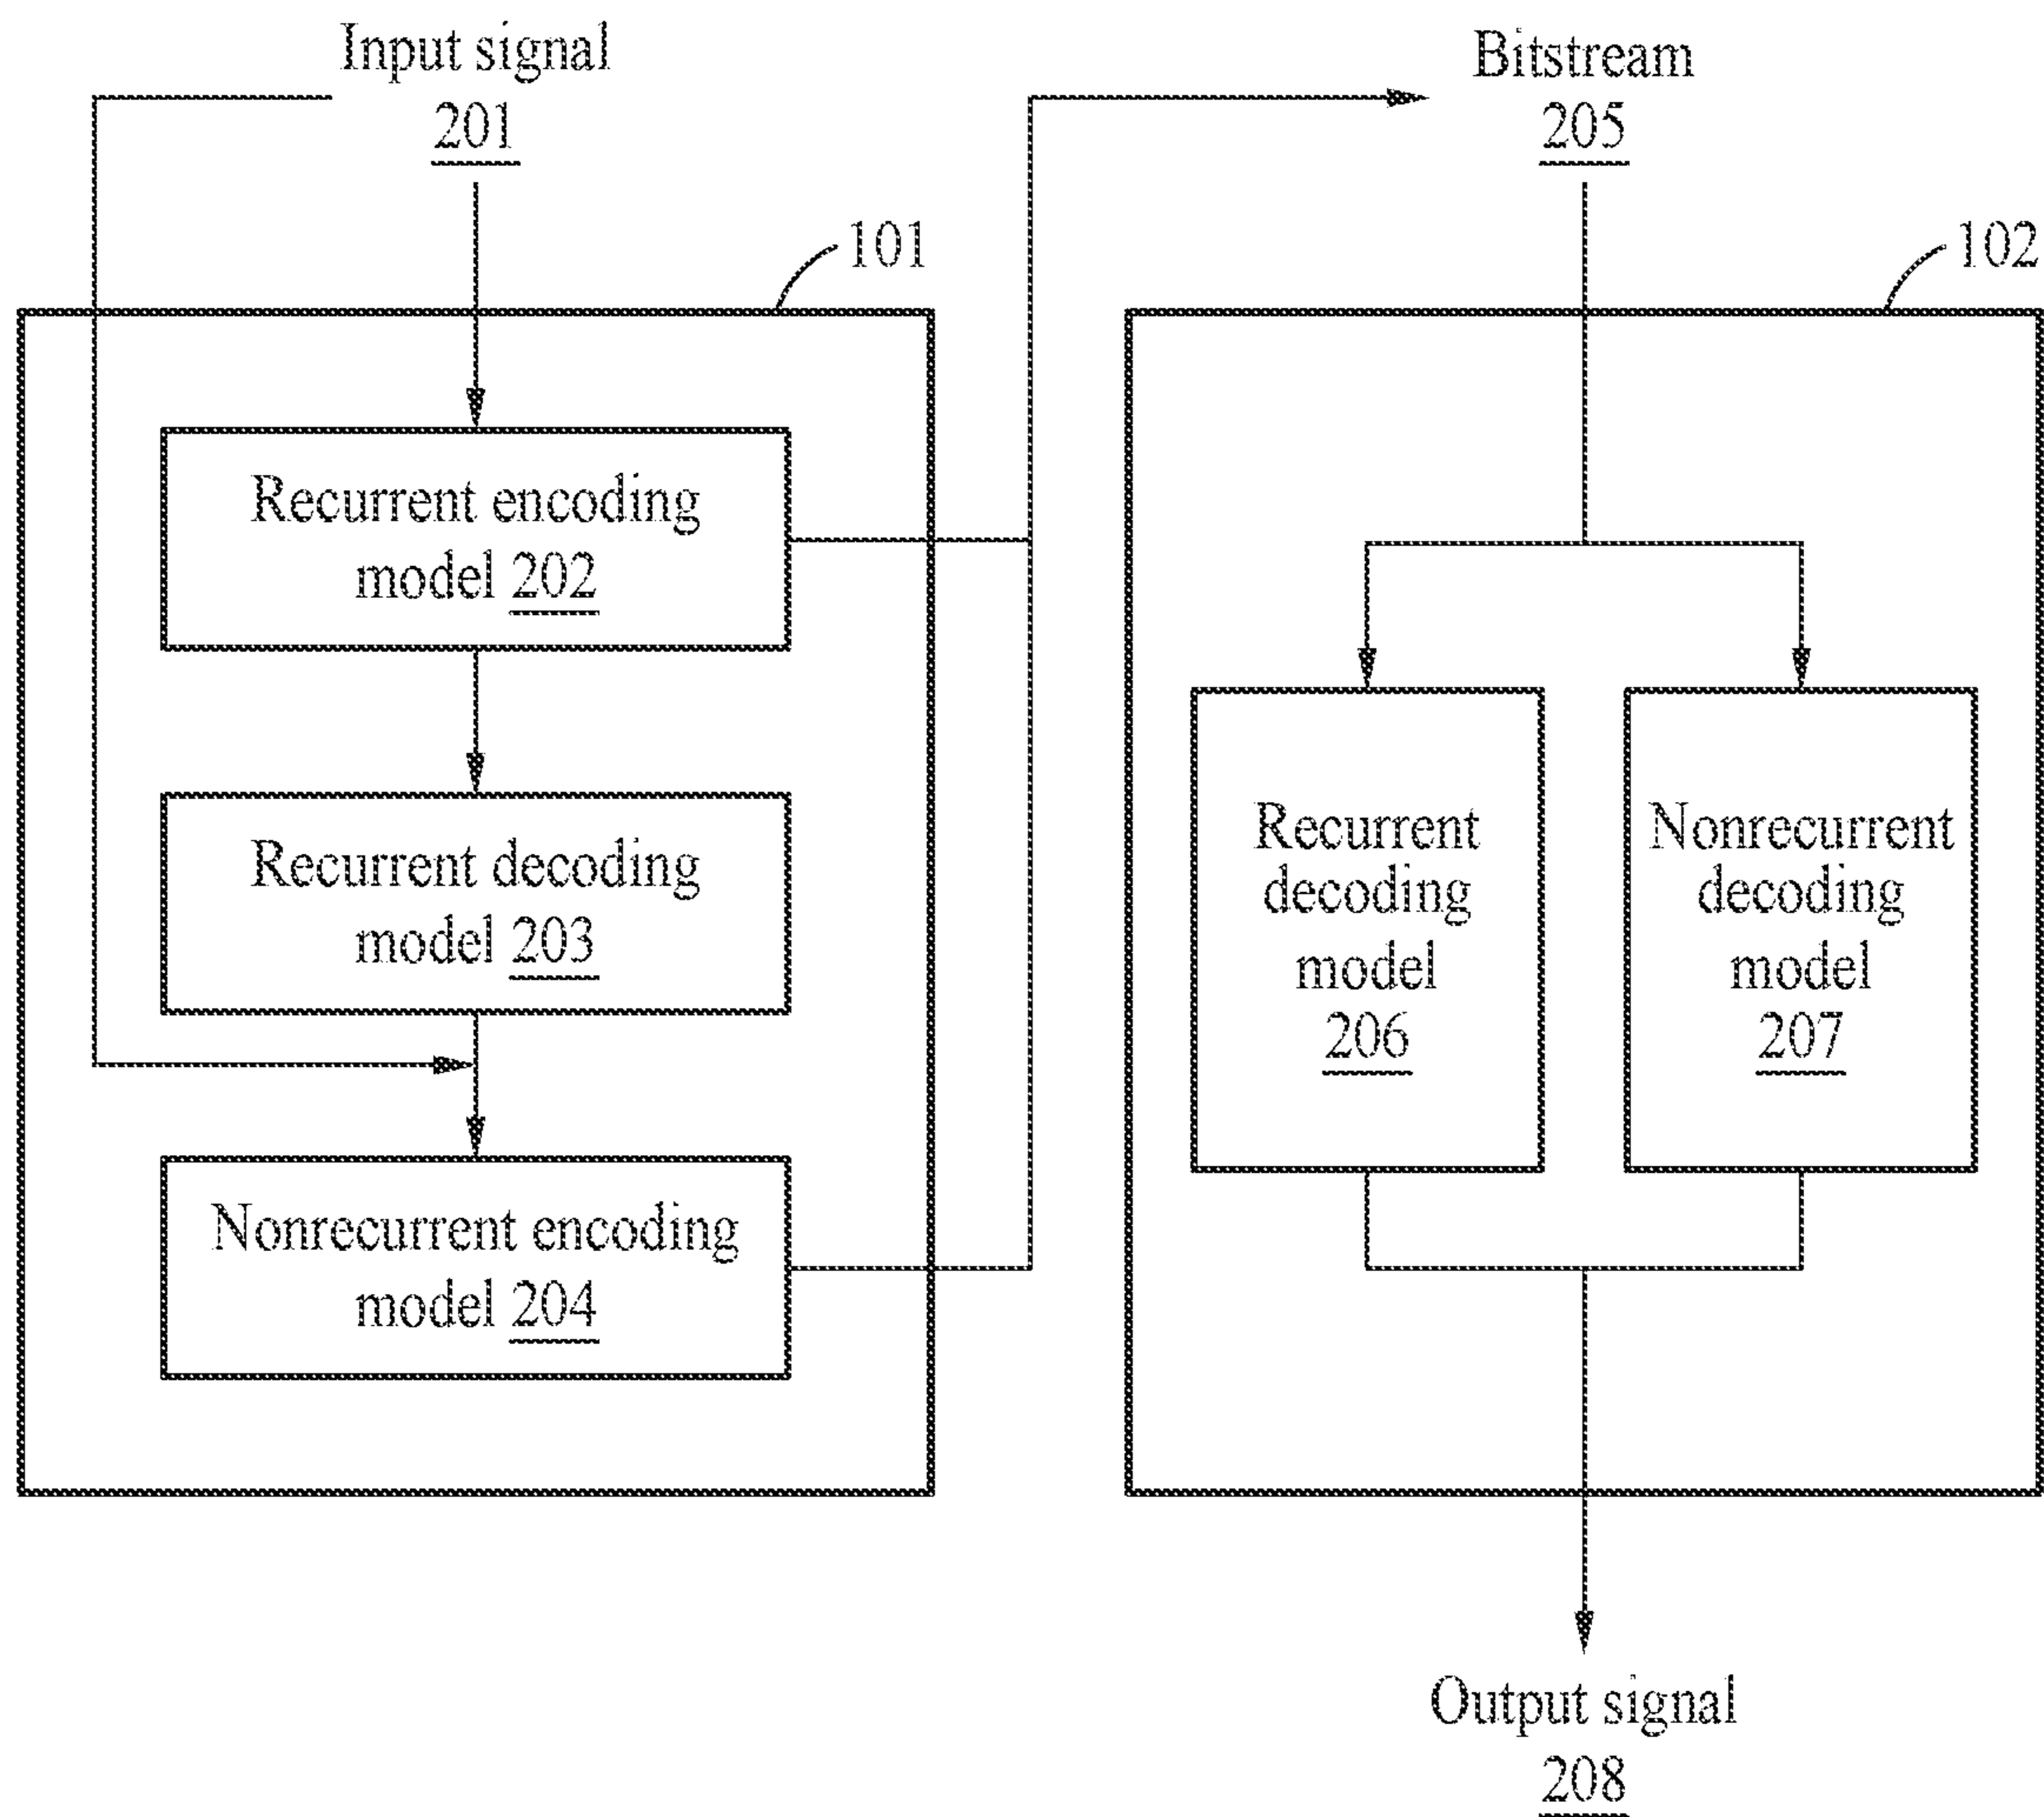 Input signal
201
101
Recurrent encoding
model 202
Recurrent decoding
model 203
Nonrecurrent encoding
model 204
Bitstream
205
102
Recurrent
decoding
model
206
Nonrecurrent
decoding
model
207
Output signal
208